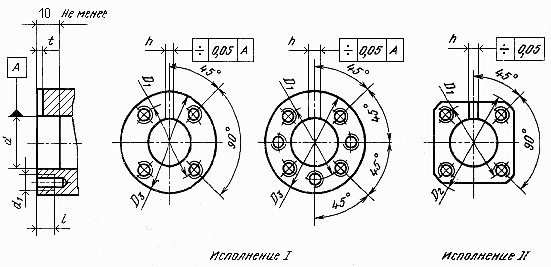 10 Не менее
t
A
d
d1
l
h
÷ 0,05 A
45°
D1
90°
D3
h
÷ 0,05 A
45°
D1
45°
45°
D3
45°
h
÷ 0,05 A
45°
D1
90°
D2
Исполнение I
Исполнение II